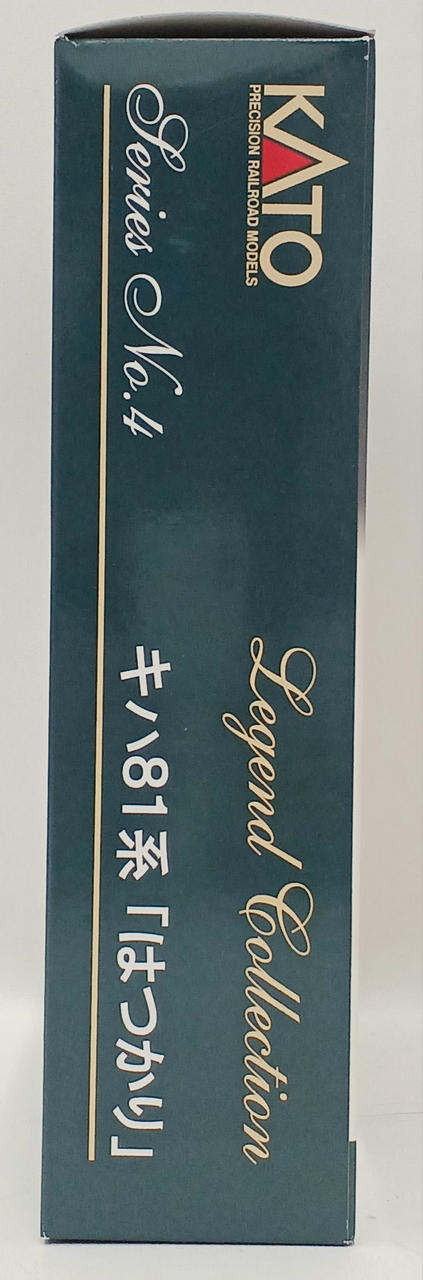 KATO
PRECISION RAILROAD MODELS
Legend Collection
Series No.4
キハ81系「はつかり」